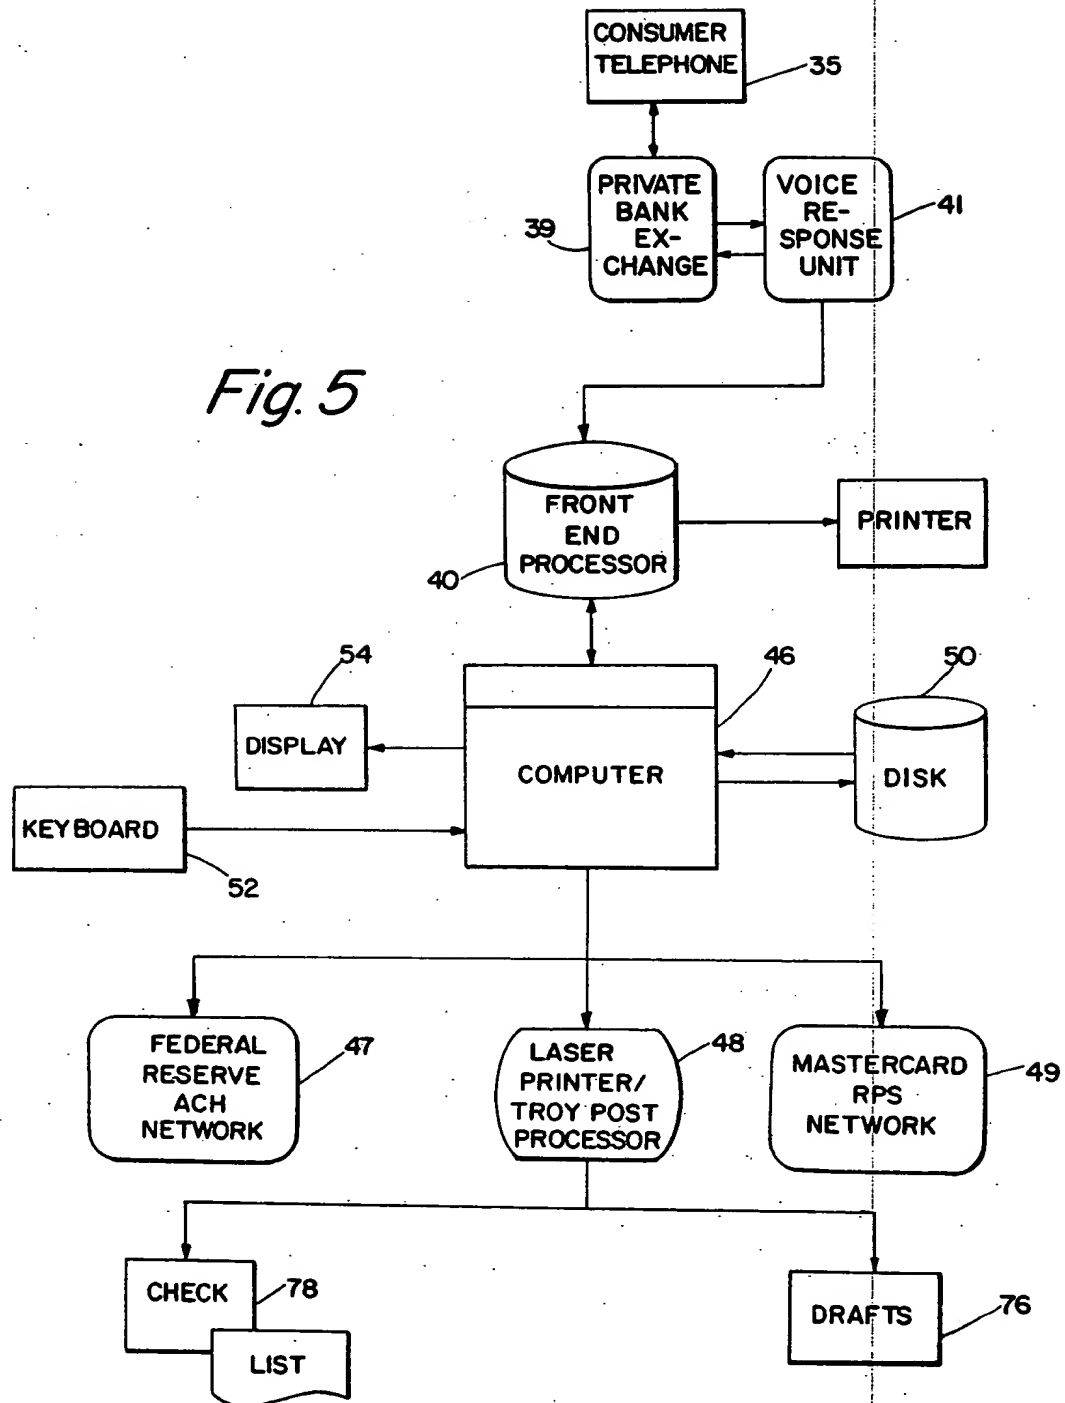 CONSUMER
TELEPHONE
35
PRIVATE
BANK
EX-
CHANGE
39
VOICE
RE-
SPONSE
UNIT
41
Fig. 5
FRONT
END
PROCESSOR
40
PRINTER
54
DISPLAY
46
COMPUTER
50
DISK
KEYBOARD
52
FEDERAL
RESERVE
ACH
NETWORK
47
LASER
PRINTER/
TROY POST
PROCESSOR
48
MASTERCARD
RPS
NETWORK
49
CHECK
78
LIST
DRAFTS
76